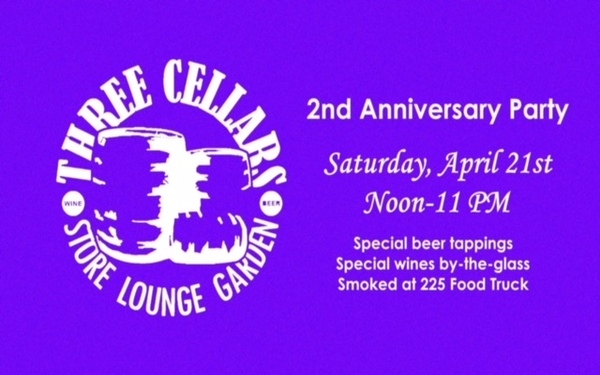 THREE CELLARS
WINE
BEER
STORE LOUNGE GARDEN
2nd Anniversary Party
Saturday, April 21st
Noon-11 PM
Special beer tappings
Special wines by-the-glass
Smoked at 225 Food Truck